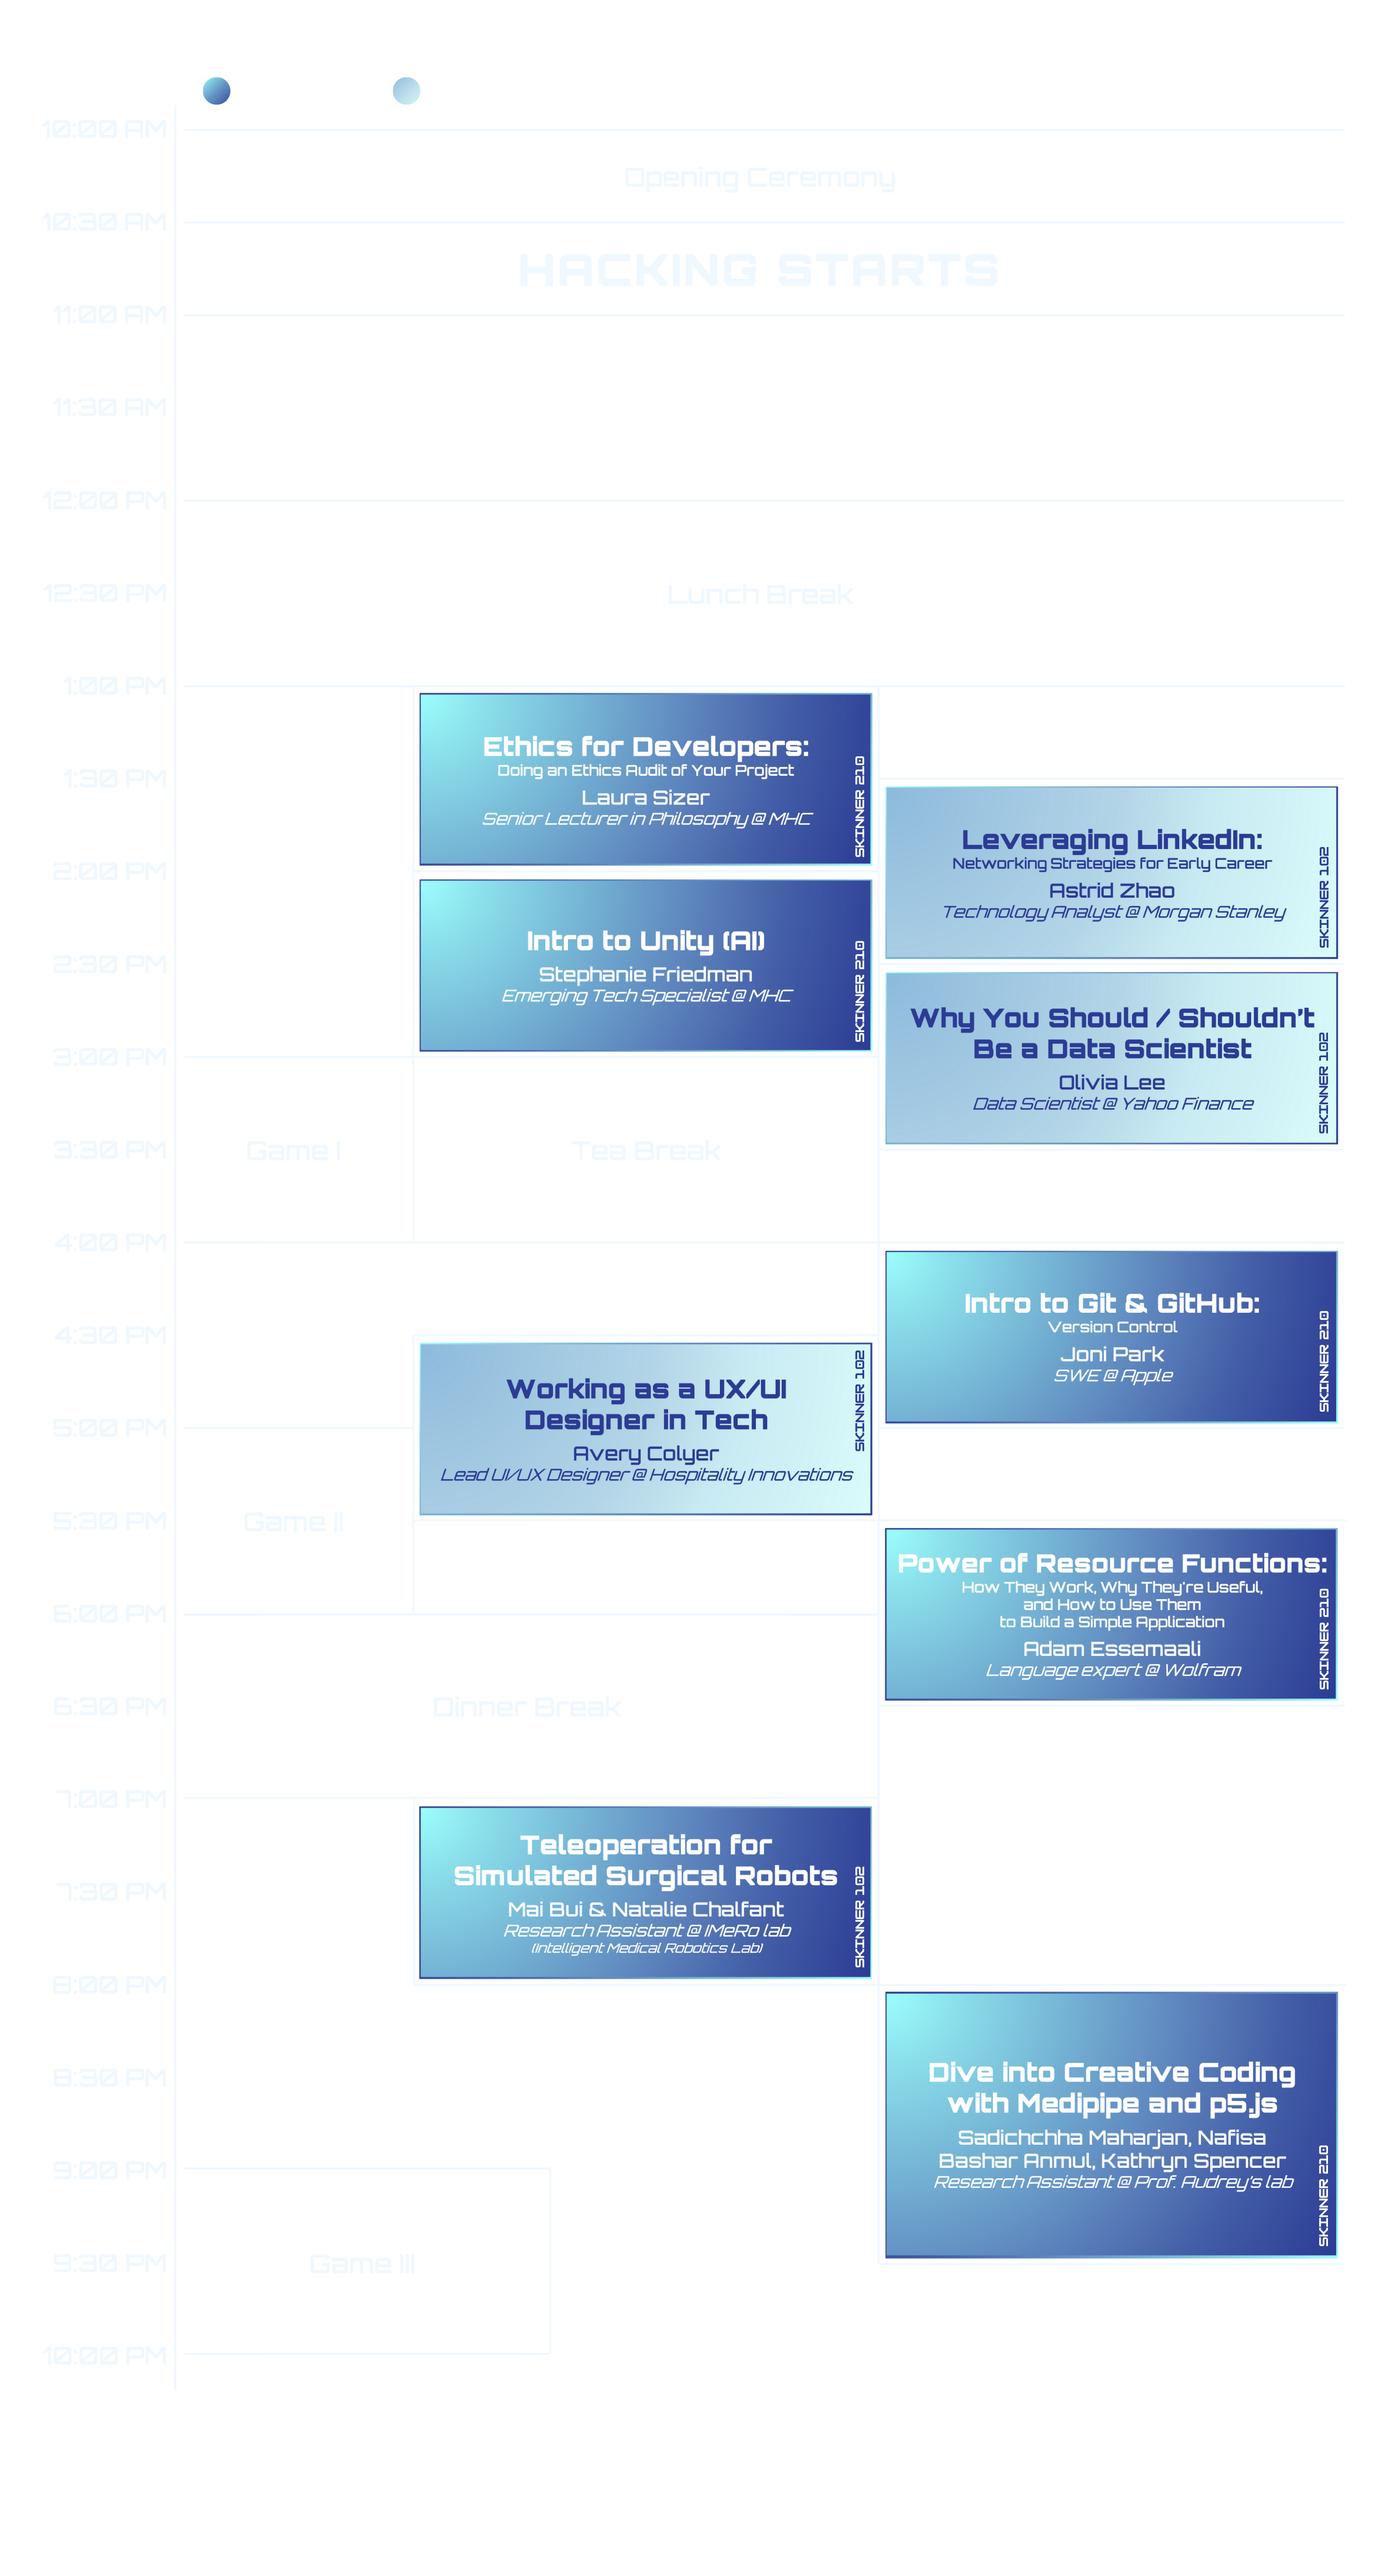 10:00 AM
Opening Ceremony
10:30 AM
HACKING STARTS
11:00 AM
11:30 AM
12:00 PM
12:30 PM
Lunch Break
1:00 PM
Ethics for Developers:
Doing an Ethics Audit of Your Project
Laura Sizer
Senior Lecturer in Philosophy @ MHC
SKINNER 210
1:30 PM
Leveraging LinkedIn:
Networking Strategies for Early Career
Astrid Zhao
Technology Analyst @ Morgan Stanley
SKINNER 102
2:00 PM
Intro to Unity (AI)
Stephanie Friedman
Emerging Tech Specialist @ MHC
SKINNER 210
2:30 PM
Why You Should / Shouldn't
Be a Data Scientist
Olivia Lee
Data Scientist @ Yahoo Finance
SKINNER 102
3:00 PM
3:30 PM
Game I
Tea Break
4:00 PM
Intro to Git & GitHub:
Version Control
Joni Park
SWE @ Apple
SKINNER 210
4:30 PM
Working as a UX/UI
Designer in Tech
Avery Colyer
Lead UI/UX Designer @ Hospitality Innovations
SKINNER 102
5:00 PM
5:30 PM
Game II
Power of Resource Functions:
How They Work, Why They're Useful,
and How to Use Them
to Build a Simple Application
Adam Essemaali
Language expert @ Wolfram
SKINNER 210
6:00 PM
6:30 PM
Dinner Break
7:00 PM
Teleoperation for
Simulated Surgical Robots
Mai Bui & Natalie Chalfant
Research Assistant @ IMeRo lab
(Intelligent Medical Robotics Lab)
SKINNER 102
7:30 PM
8:00 PM
Dive into Creative Coding
with Medipipe and p5.js
Sadichchha Maharjan, Nafisa
Bashar Anmul, Kathryn Spencer
Research Assistant @ Prof. Audrey's lab
SKINNER 210
8:30 PM
9:00 PM
9:30 PM
Game III
10:00 PM